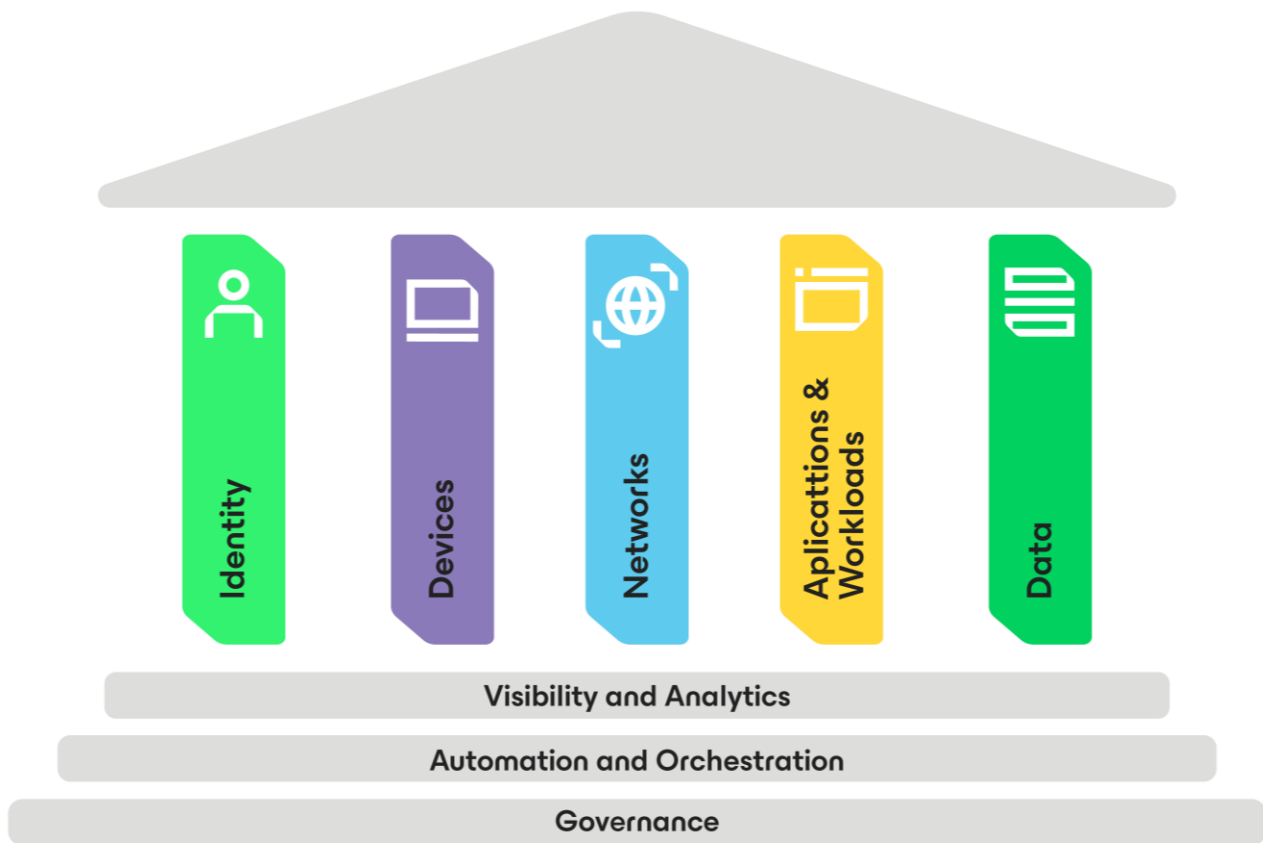 Identity
Devices
Networks
Aplicattions &
Workloads
Data
Visibility and Analytics
Automation and Orchestration
Governance